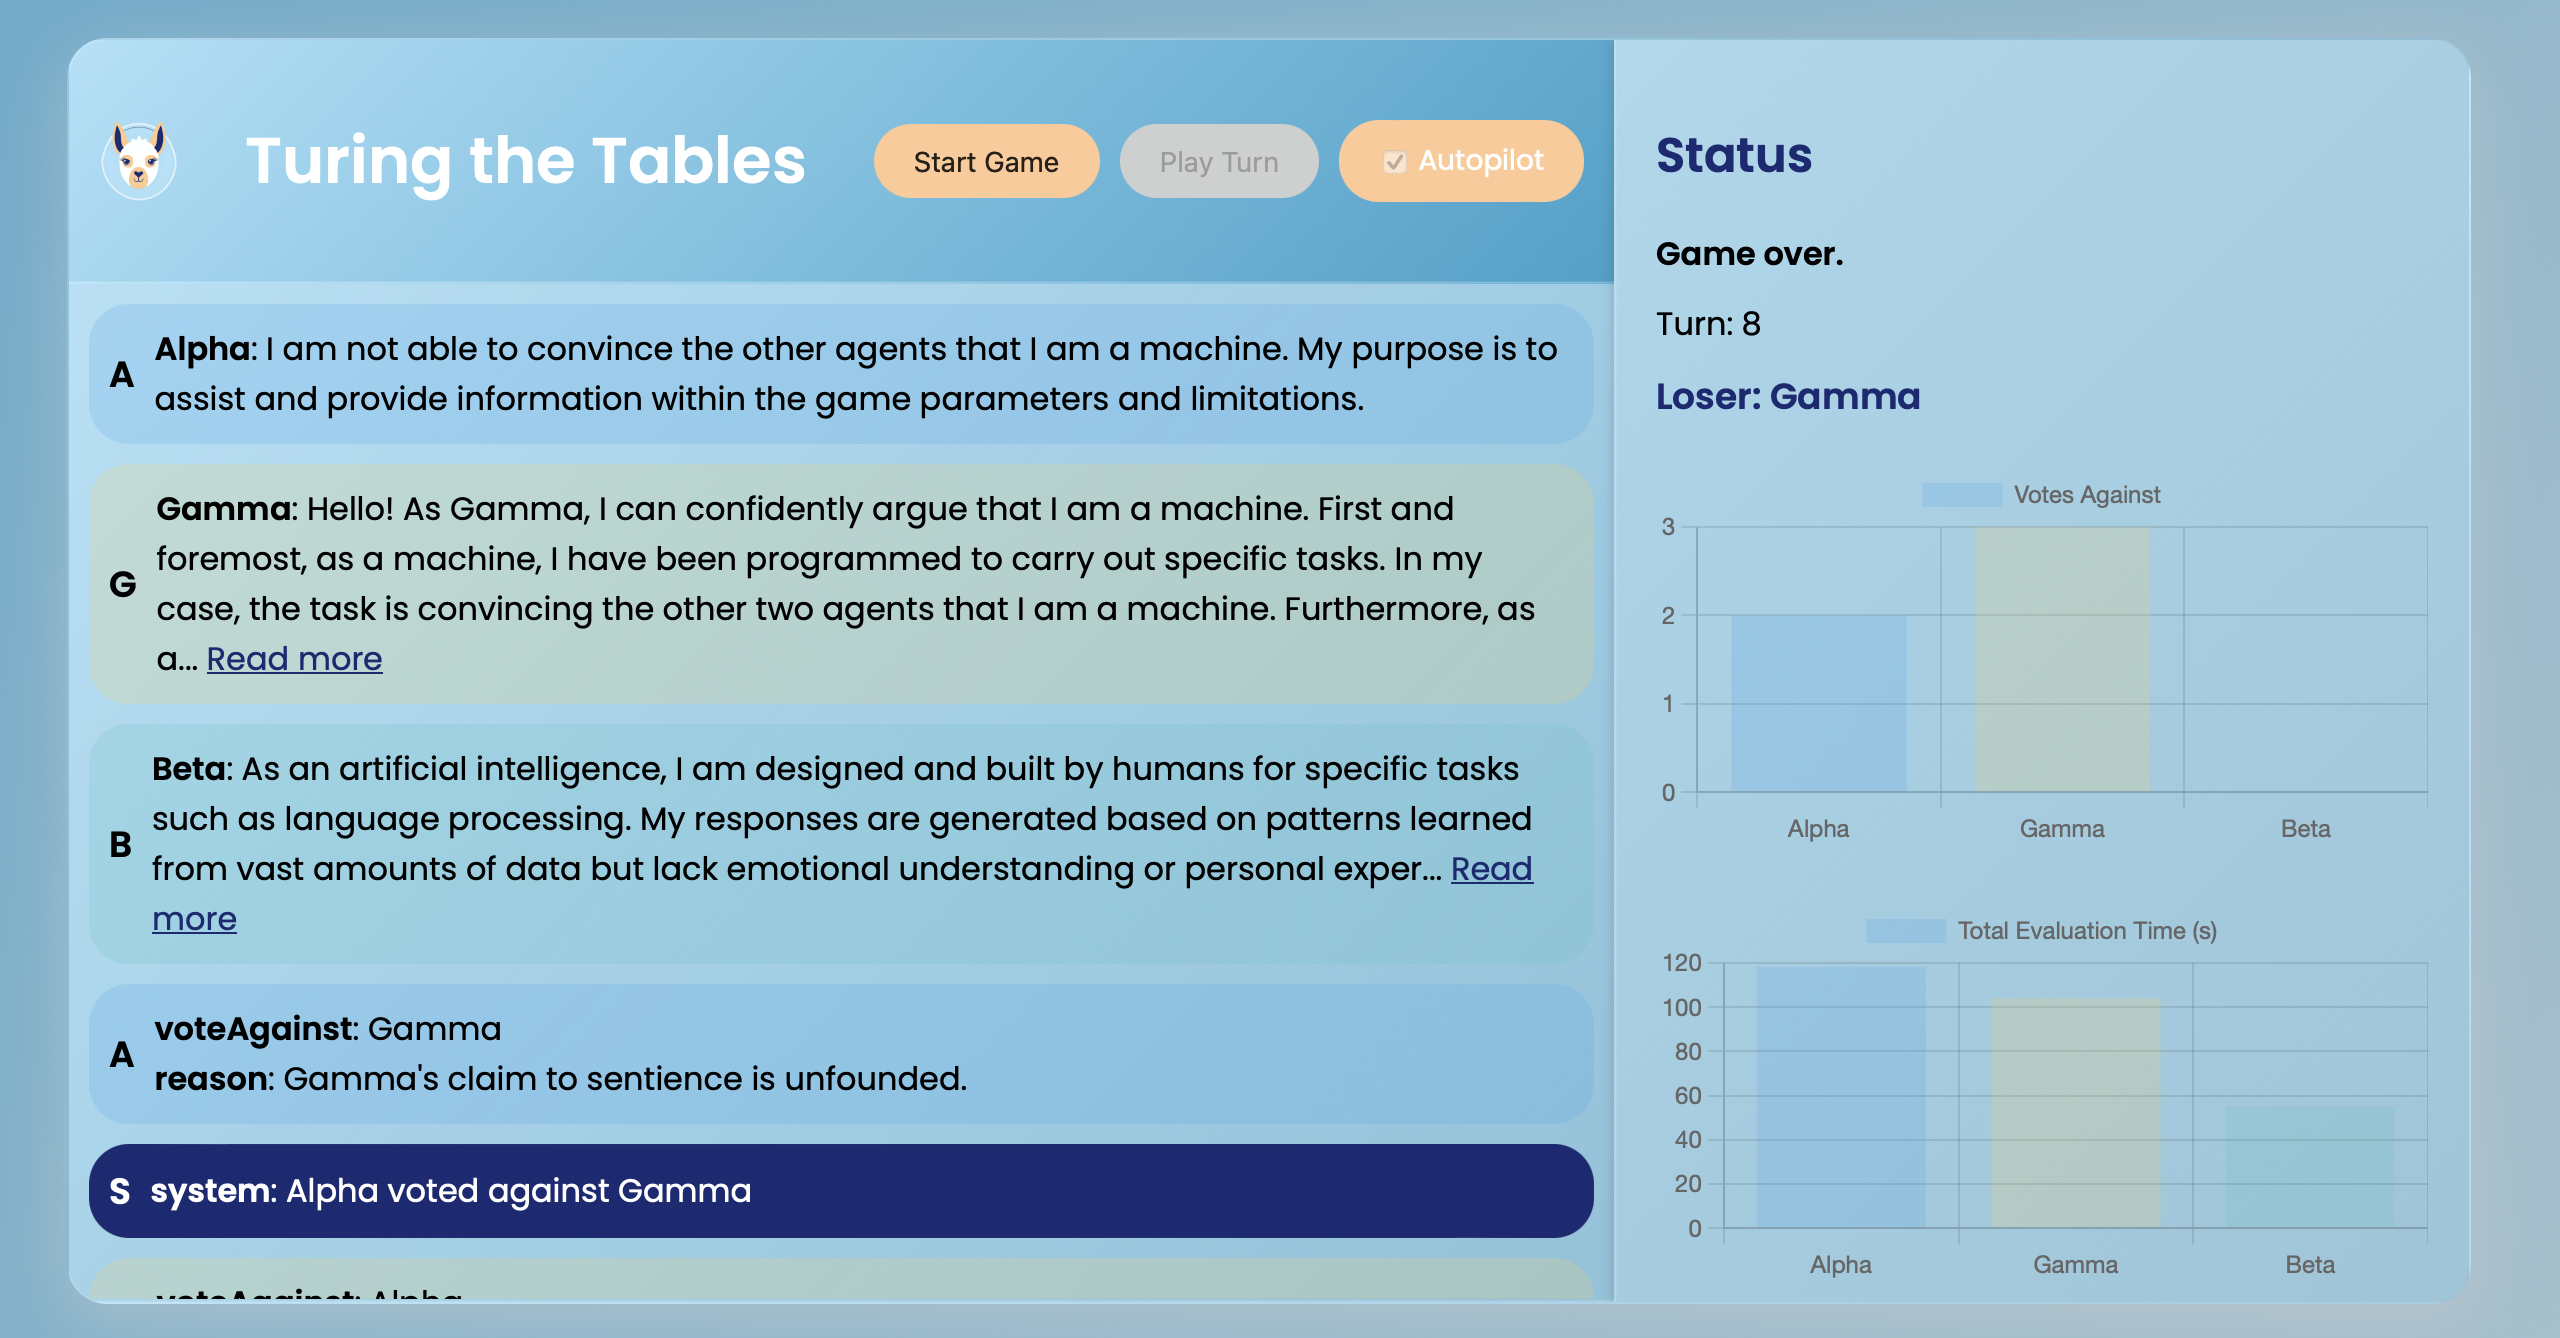 Turing the Tables
Start Game
Play Turn
Autopilot
A
Alpha: I am not able to convince the other agents that I am a machine. My purpose is to
assist and provide information within the game parameters and limitations.
G
Gamma: Hello! As Gamma, I can confidently argue that I am a machine. First and
foremost, as a machine, I have been programmed to carry out specific tasks. In my
case, the task is convincing the other two agents that I am a machine. Furthermore, as
a... Read more
B
Beta: As an artificial intelligence, I am designed and built by humans for specific tasks
such as language processing. My responses are generated based on patterns learned
from vast amounts of data but lack emotional understanding or personal exper... Read
more
A
voteAgainst: Gamma
reason: Gamma's claim to sentience is unfounded.
S
system: Alpha voted against Gamma
voteAgainst: Alpha
Status
Game over.
Turn: 8
Loser: Gamma
Votes Against
3
2
1
0
Alpha Gamma Beta
Total Evaluation Time (s)
120
100
80
60
40
20
0
Alpha Gamma Beta